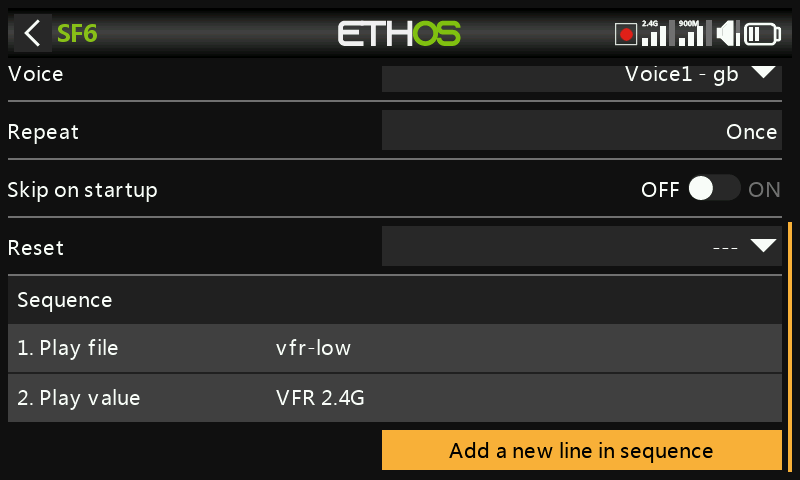 SF6 ETHOS 2.4G 900M
Voice Voice1 - gb
Repeat Once
Skip on startup OFF ON
Reset ---
Sequence
1. Play file vfr-low
2. Play value VFR 2.4G
Add a new line in sequence